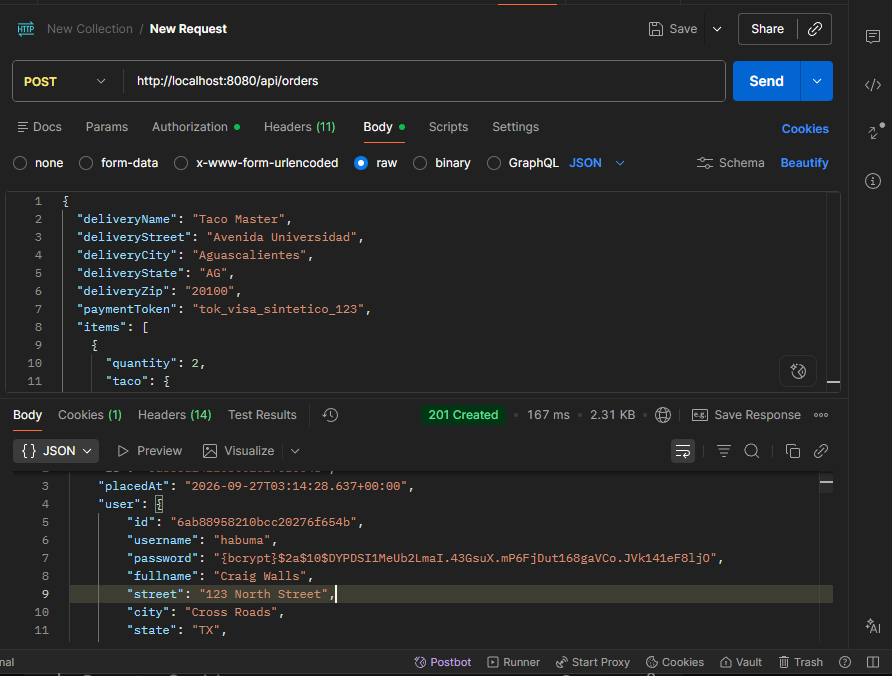 HTTP New Collection / New Request Save Share
POST http://localhost:8080/api/orders Send
Docs Params Authorization Headers (11) Body Scripts Settings Cookies
none form-data x-www-form-urlencoded raw binary GraphQL JSON Schema Beautify
1 {
2 "deliveryName": "Taco Master",
3 "deliveryStreet": "Avenida Universidad",
4 "deliveryCity": "Aguascalientes",
5 "deliveryState": "AG",
6 "deliveryZip": "20100",
7 "paymentToken": "tok_visa_sintetico_123",
8 "items": [
9 {
10 "quantity": 2,
11 "taco": {
Body Cookies (1) Headers (14) Test Results 201 Created 167 ms 2.31 KB e.g. Save Response
{} JSON Preview Visualize
3 "placedAt": "2026-09-27T03:14:28.637+00:00",
4 "user": {
5 "id": "6ab88958210bcc20276f654b",
6 "username": "habuma",
7 "password": "{bcrypt}$2a$10$DYPDSI1MeUb2LmaI.43GsuX.mP6FjDut168gaVCo.JVk141eF8ljO",
8 "fullname": "Craig Walls",
9 "street": "123 North Street",
10 "city": "Cross Roads",
11 "state": "TX",
AI
nal Postbot Runner Start Proxy Cookies Vault Trash